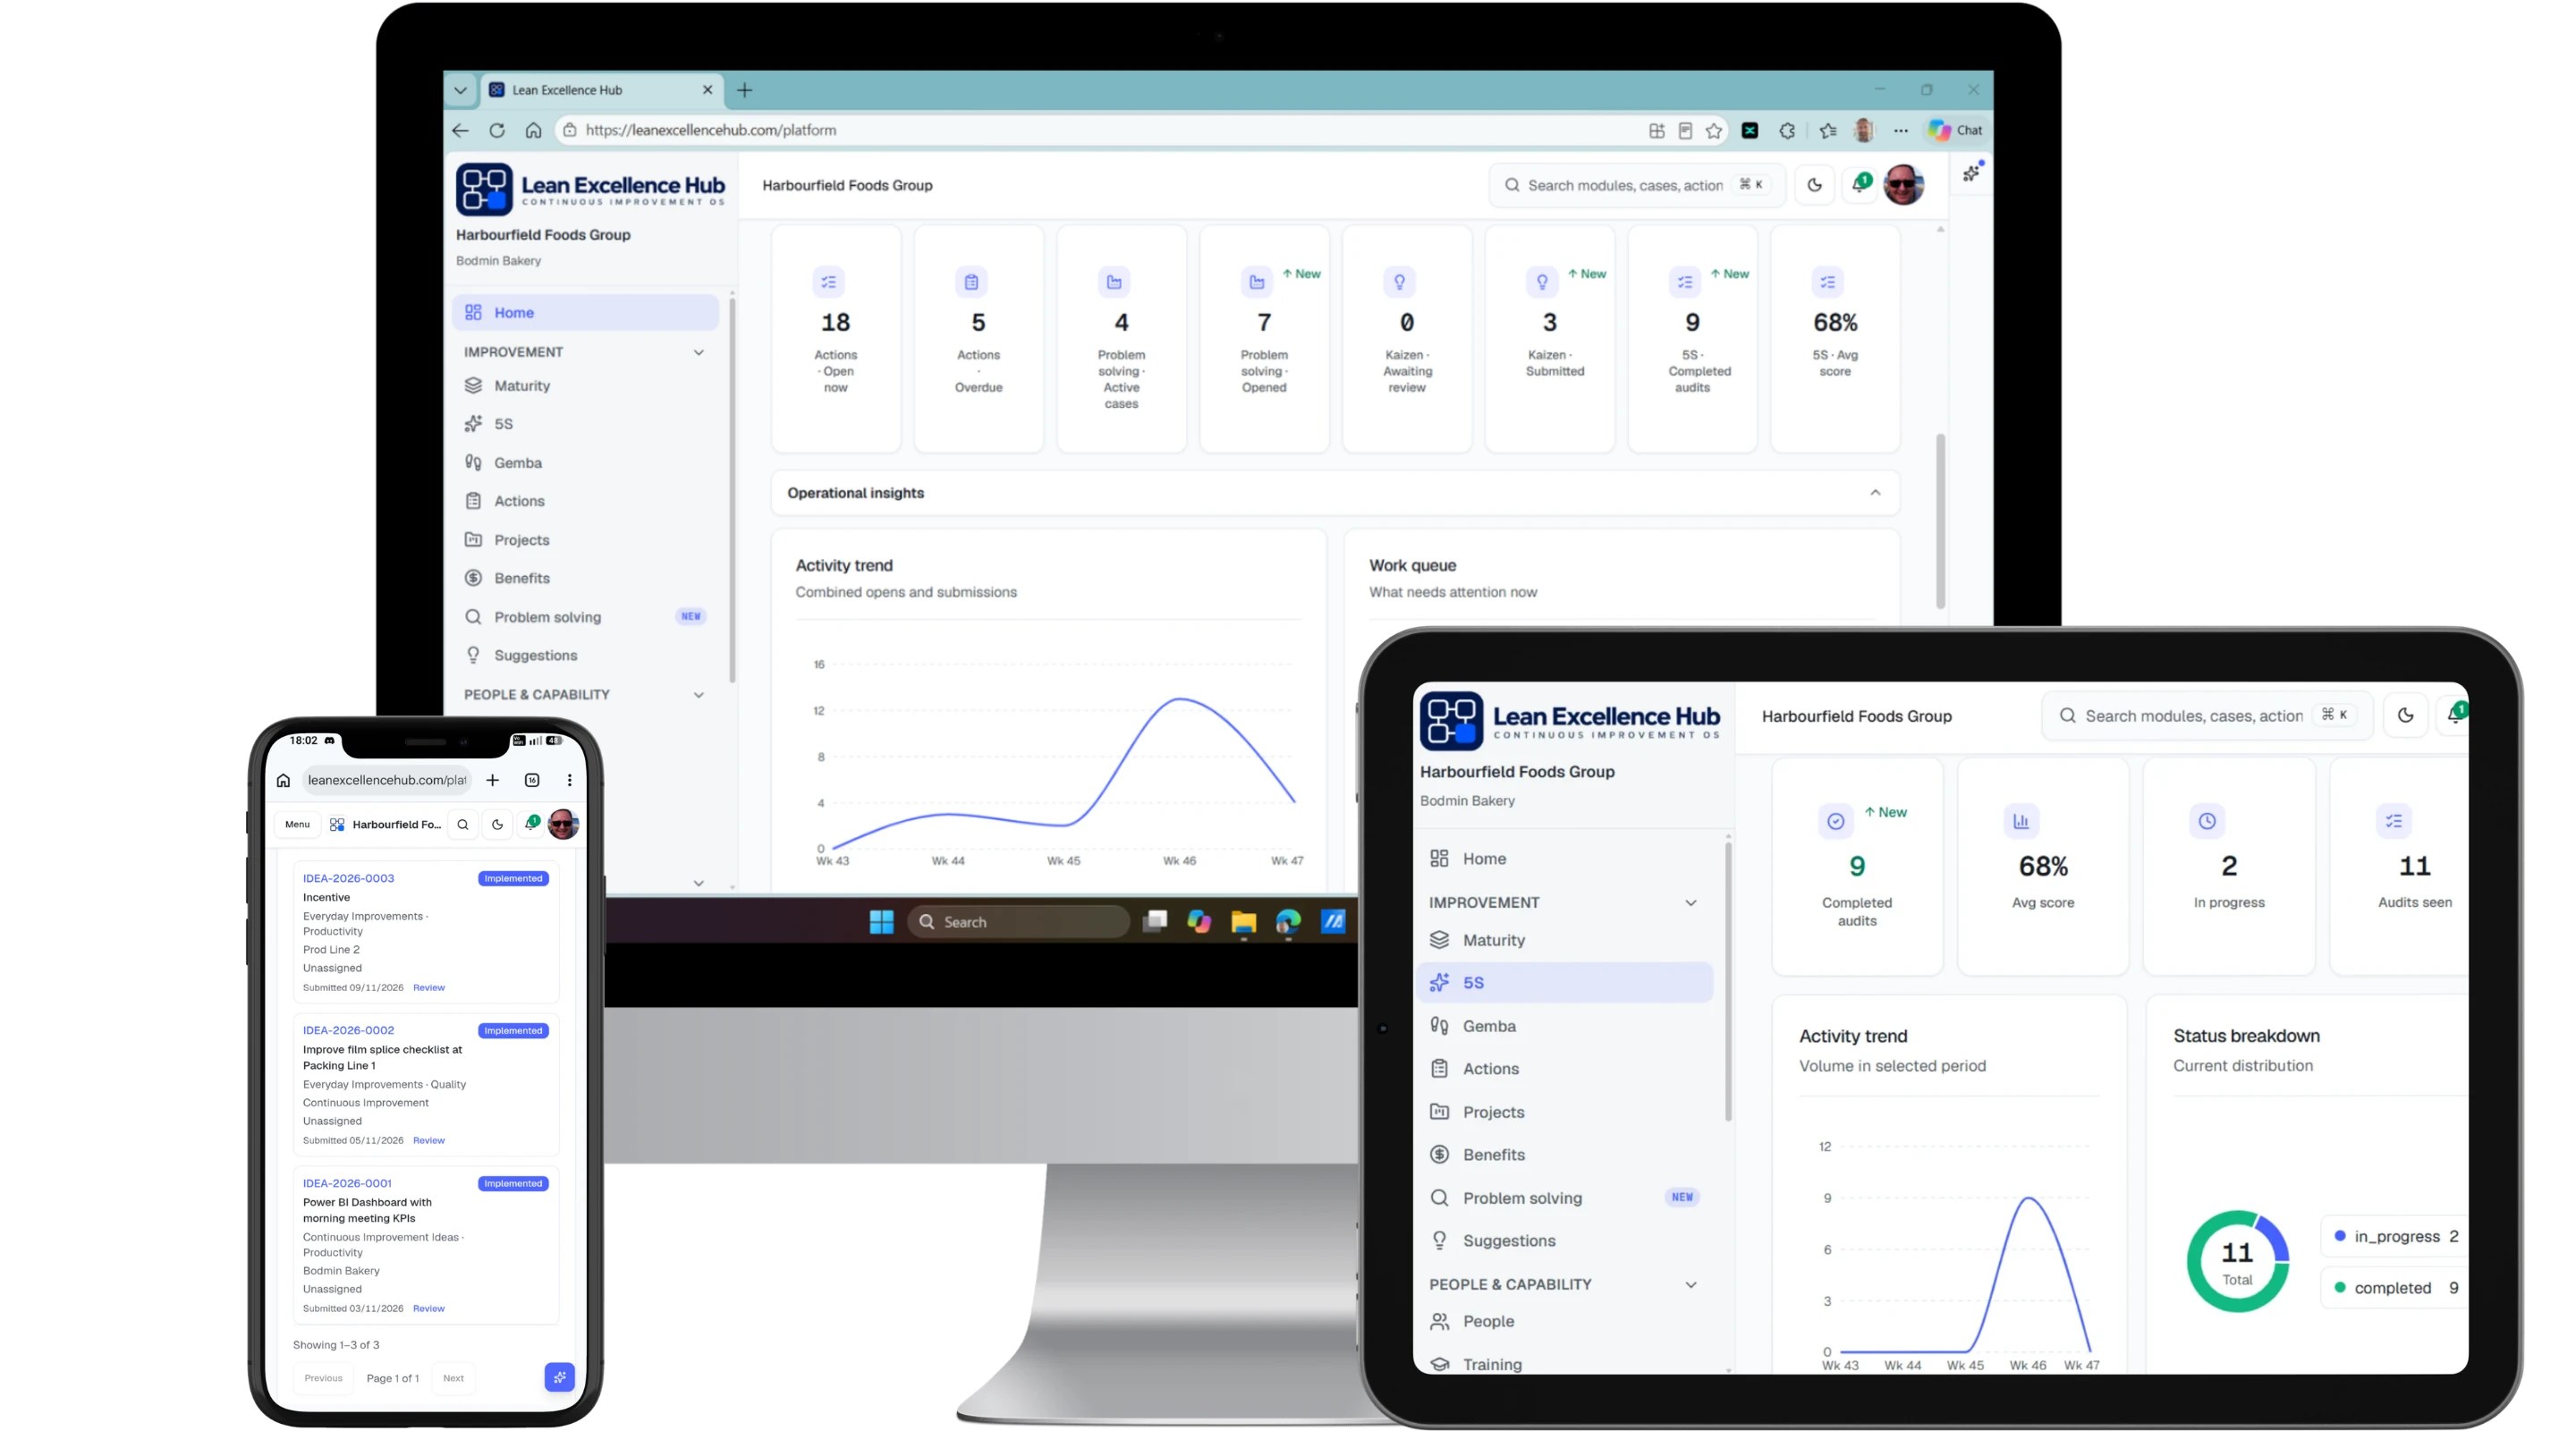 Lean Excellence Hub
https://leanexcellencehub.com/platform
Chat
Lean Excellence Hub
CONTINUOUS IMPROVEMENT OS
Harbourfield Foods Group
Bodmin Bakery
Home
IMPROVEMENT
Maturity
5S
Gemba
Actions
Projects
Benefits
Problem solving NEW
Suggestions
PEOPLE & CAPABILITY
Harbourfield Foods Group
Search modules, cases, action ⌘ K
1
18
Actions
· Open
now
5
Actions
·
Overdue
4
Problem
solving ·
Active
cases
↑ New
7
Problem
solving ·
Opened
0
Kaizen ·
Awaiting
review
↑ New
3
Kaizen ·
Submitted
↑ New
9
5S ·
Completed
audits
68%
5S · Avg
score
Operational insights
Activity trend
Combined opens and submissions
16
12
8
4
0
Wk 43 Wk 44 Wk 45 Wk 46 Wk 47
Work queue
What needs attention now
Search
18:02
48
leanexcellencehub.com/plat
16
Menu
Harbourfield Fo...
1
IDEA-2026-0003 Implemented
Incentive
Everyday Improvements ·
Productivity
Prod Line 2
Unassigned
Submitted 09/11/2026 Review
IDEA-2026-0002 Implemented
Improve film splice checklist at
Packing Line 1
Everyday Improvements · Quality
Continuous Improvement
Unassigned
Submitted 05/11/2026 Review
IDEA-2026-0001 Implemented
Power BI Dashboard with
morning meeting KPIs
Continuous Improvement Ideas ·
Productivity
Bodmin Bakery
Unassigned
Submitted 03/11/2026 Review
Showing 1–3 of 3
Previous Page 1 of 1 Next
Lean Excellence Hub
CONTINUOUS IMPROVEMENT OS
Harbourfield Foods Group
Bodmin Bakery
Home
IMPROVEMENT
Maturity
5S
Gemba
Actions
Projects
Benefits
Problem solving NEW
Suggestions
PEOPLE & CAPABILITY
People
Training
Harbourfield Foods Group
Search modules, cases, action ⌘ K
1
↑ New
9
Completed
audits
68%
Avg score
2
In progress
11
Audits seen
Activity trend
Volume in selected period
12
9
6
3
0
Wk 43 Wk 44 Wk 45 Wk 46 Wk 47
Status breakdown
Current distribution
11
Total
in_progress 2
completed 9